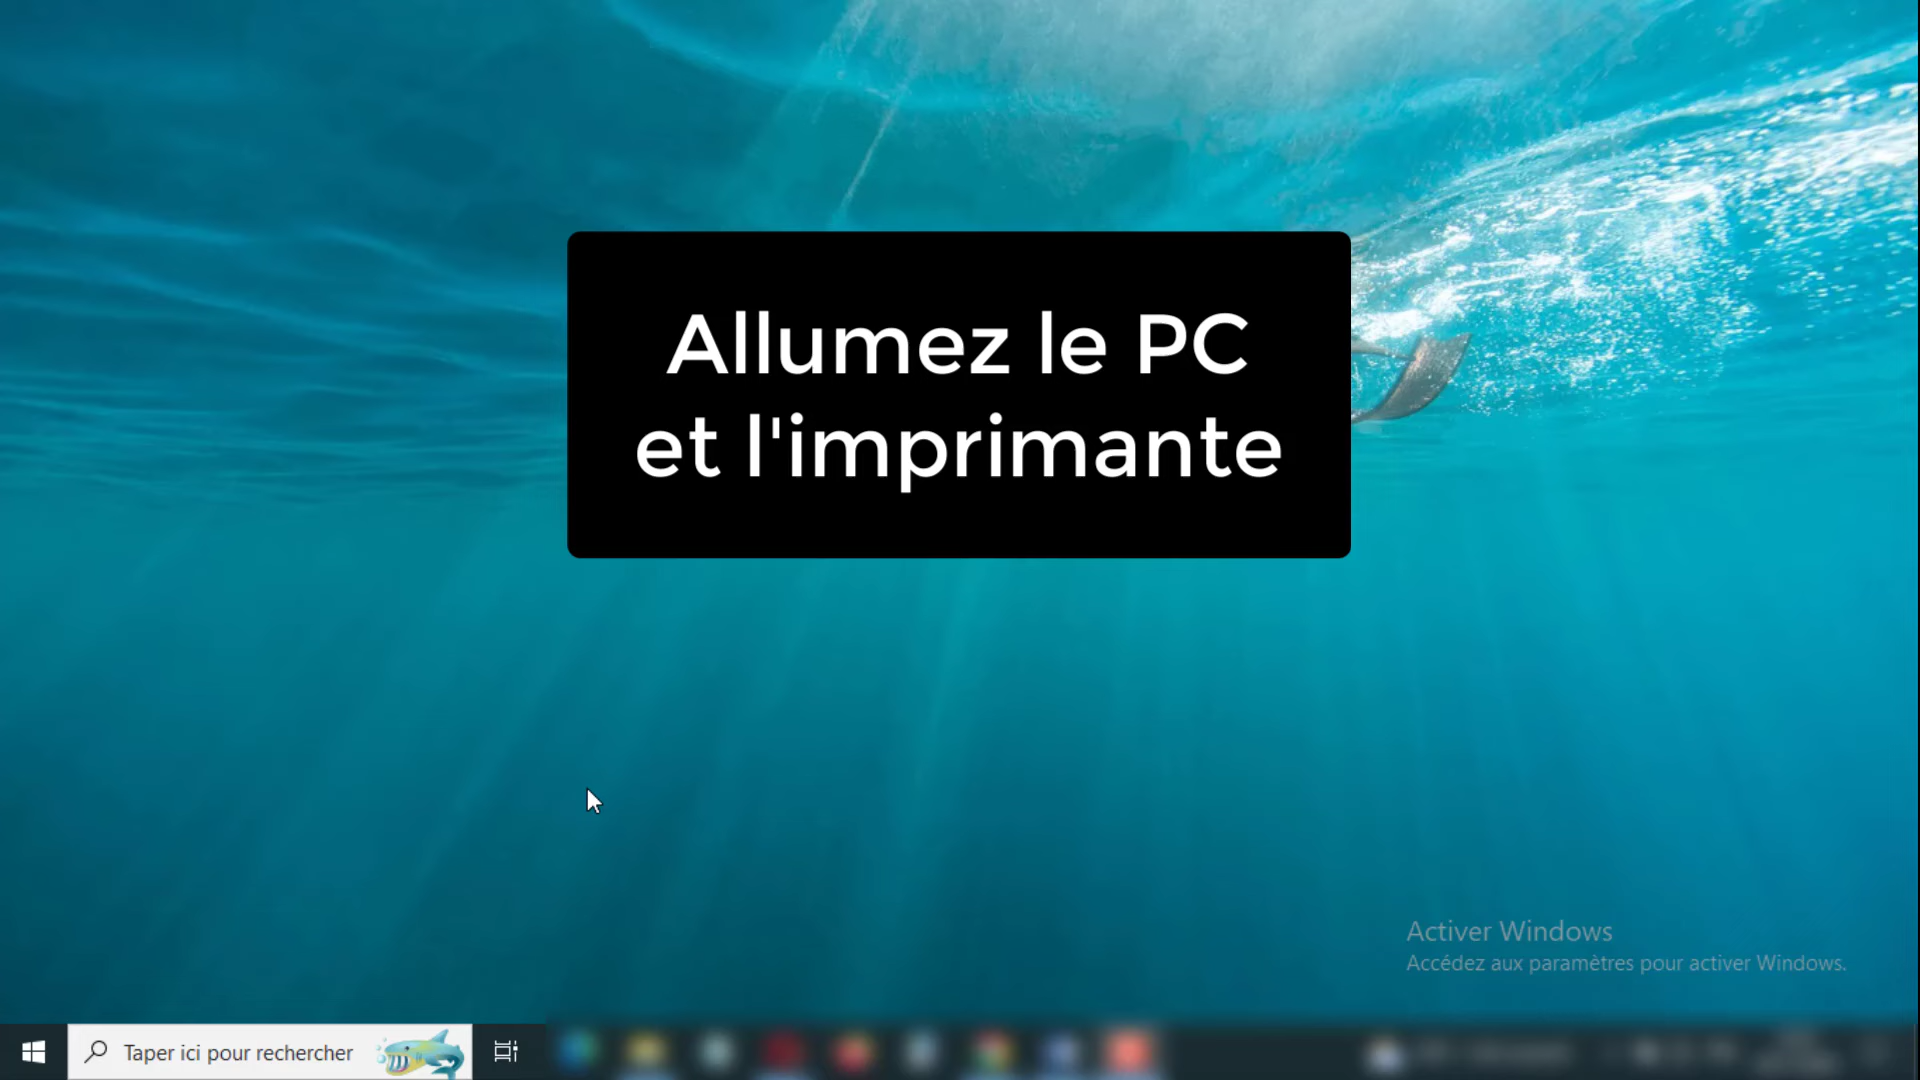 Allumez le PC
et l'imprimante
Activer Windows
Accédez aux paramètres pour activer Windows.
Taper ici pour rechercher